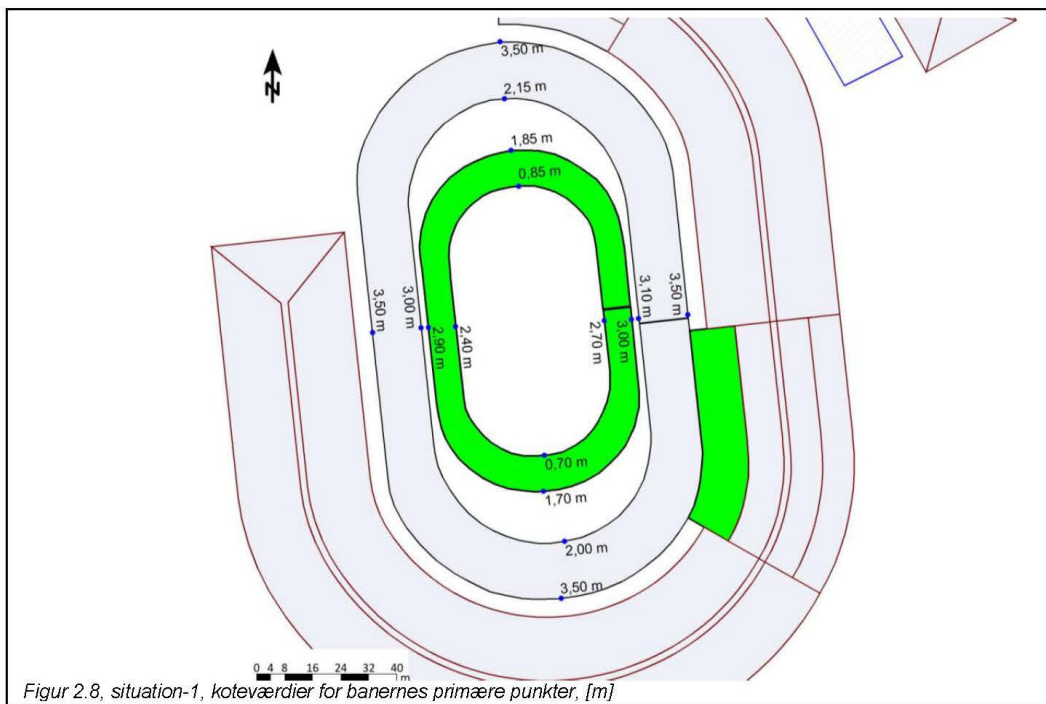 3,50 m
N
2,15 m
1,85 m
0,85 m
3,50 m
3,00 m
2,90 m
2,40 m
2,70 m
3,00 m
3,10 m
3,50 m
0,70 m
1,70 m
2,00 m
3,50 m
0 4 8 16 24 32 40
m
Figur 2.8, situation-1, koteværdier for banernes primære punkter, [m]